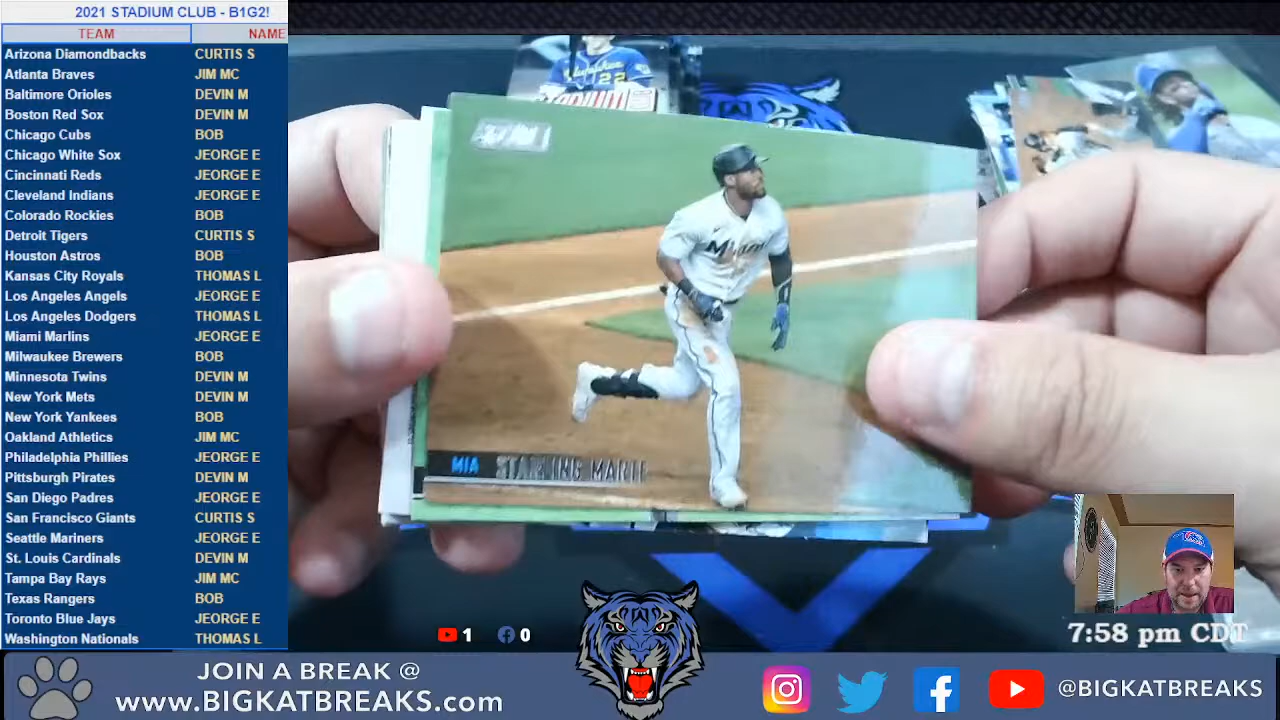 2021 STADIUM CLUB - B1G2!
TEAM NAME
Arizona Diamondbacks CURTIS S
Atlanta Braves JIM MC
Baltimore Orioles DEVIN M
Boston Red Sox DEVIN M
Chicago Cubs BOB
Chicago White Sox JEORGE E
Cincinnati Reds JEORGE E
Cleveland Indians JEORGE E
Colorado Rockies BOB
Detroit Tigers CURTIS S
Houston Astros BOB
Kansas City Royals THOMAS L
Los Angeles Angels JEORGE E
Los Angeles Dodgers THOMAS L
Miami Marlins JEORGE E
Milwaukee Brewers BOB
Minnesota Twins DEVIN M
New York Mets DEVIN M
New York Yankees BOB
Oakland Athletics JIM MC
Philadelphia Phillies JEORGE E
Pittsburgh Pirates DEVIN M
San Diego Padres JEORGE E
San Francisco Giants CURTIS S
Seattle Mariners JEORGE E
St. Louis Cardinals DEVIN M
Tampa Bay Rays JIM MC
Texas Rangers BOB
Toronto Blue Jays JEORGE E
Washington Nationals THOMAS L
22
STADIUM
Miami
MIA STARLING MARTE
1 0
7:58 pm CDT
JOIN A BREAK @
www.BIGKATBREAKS.com
@BIGKATBREAKS